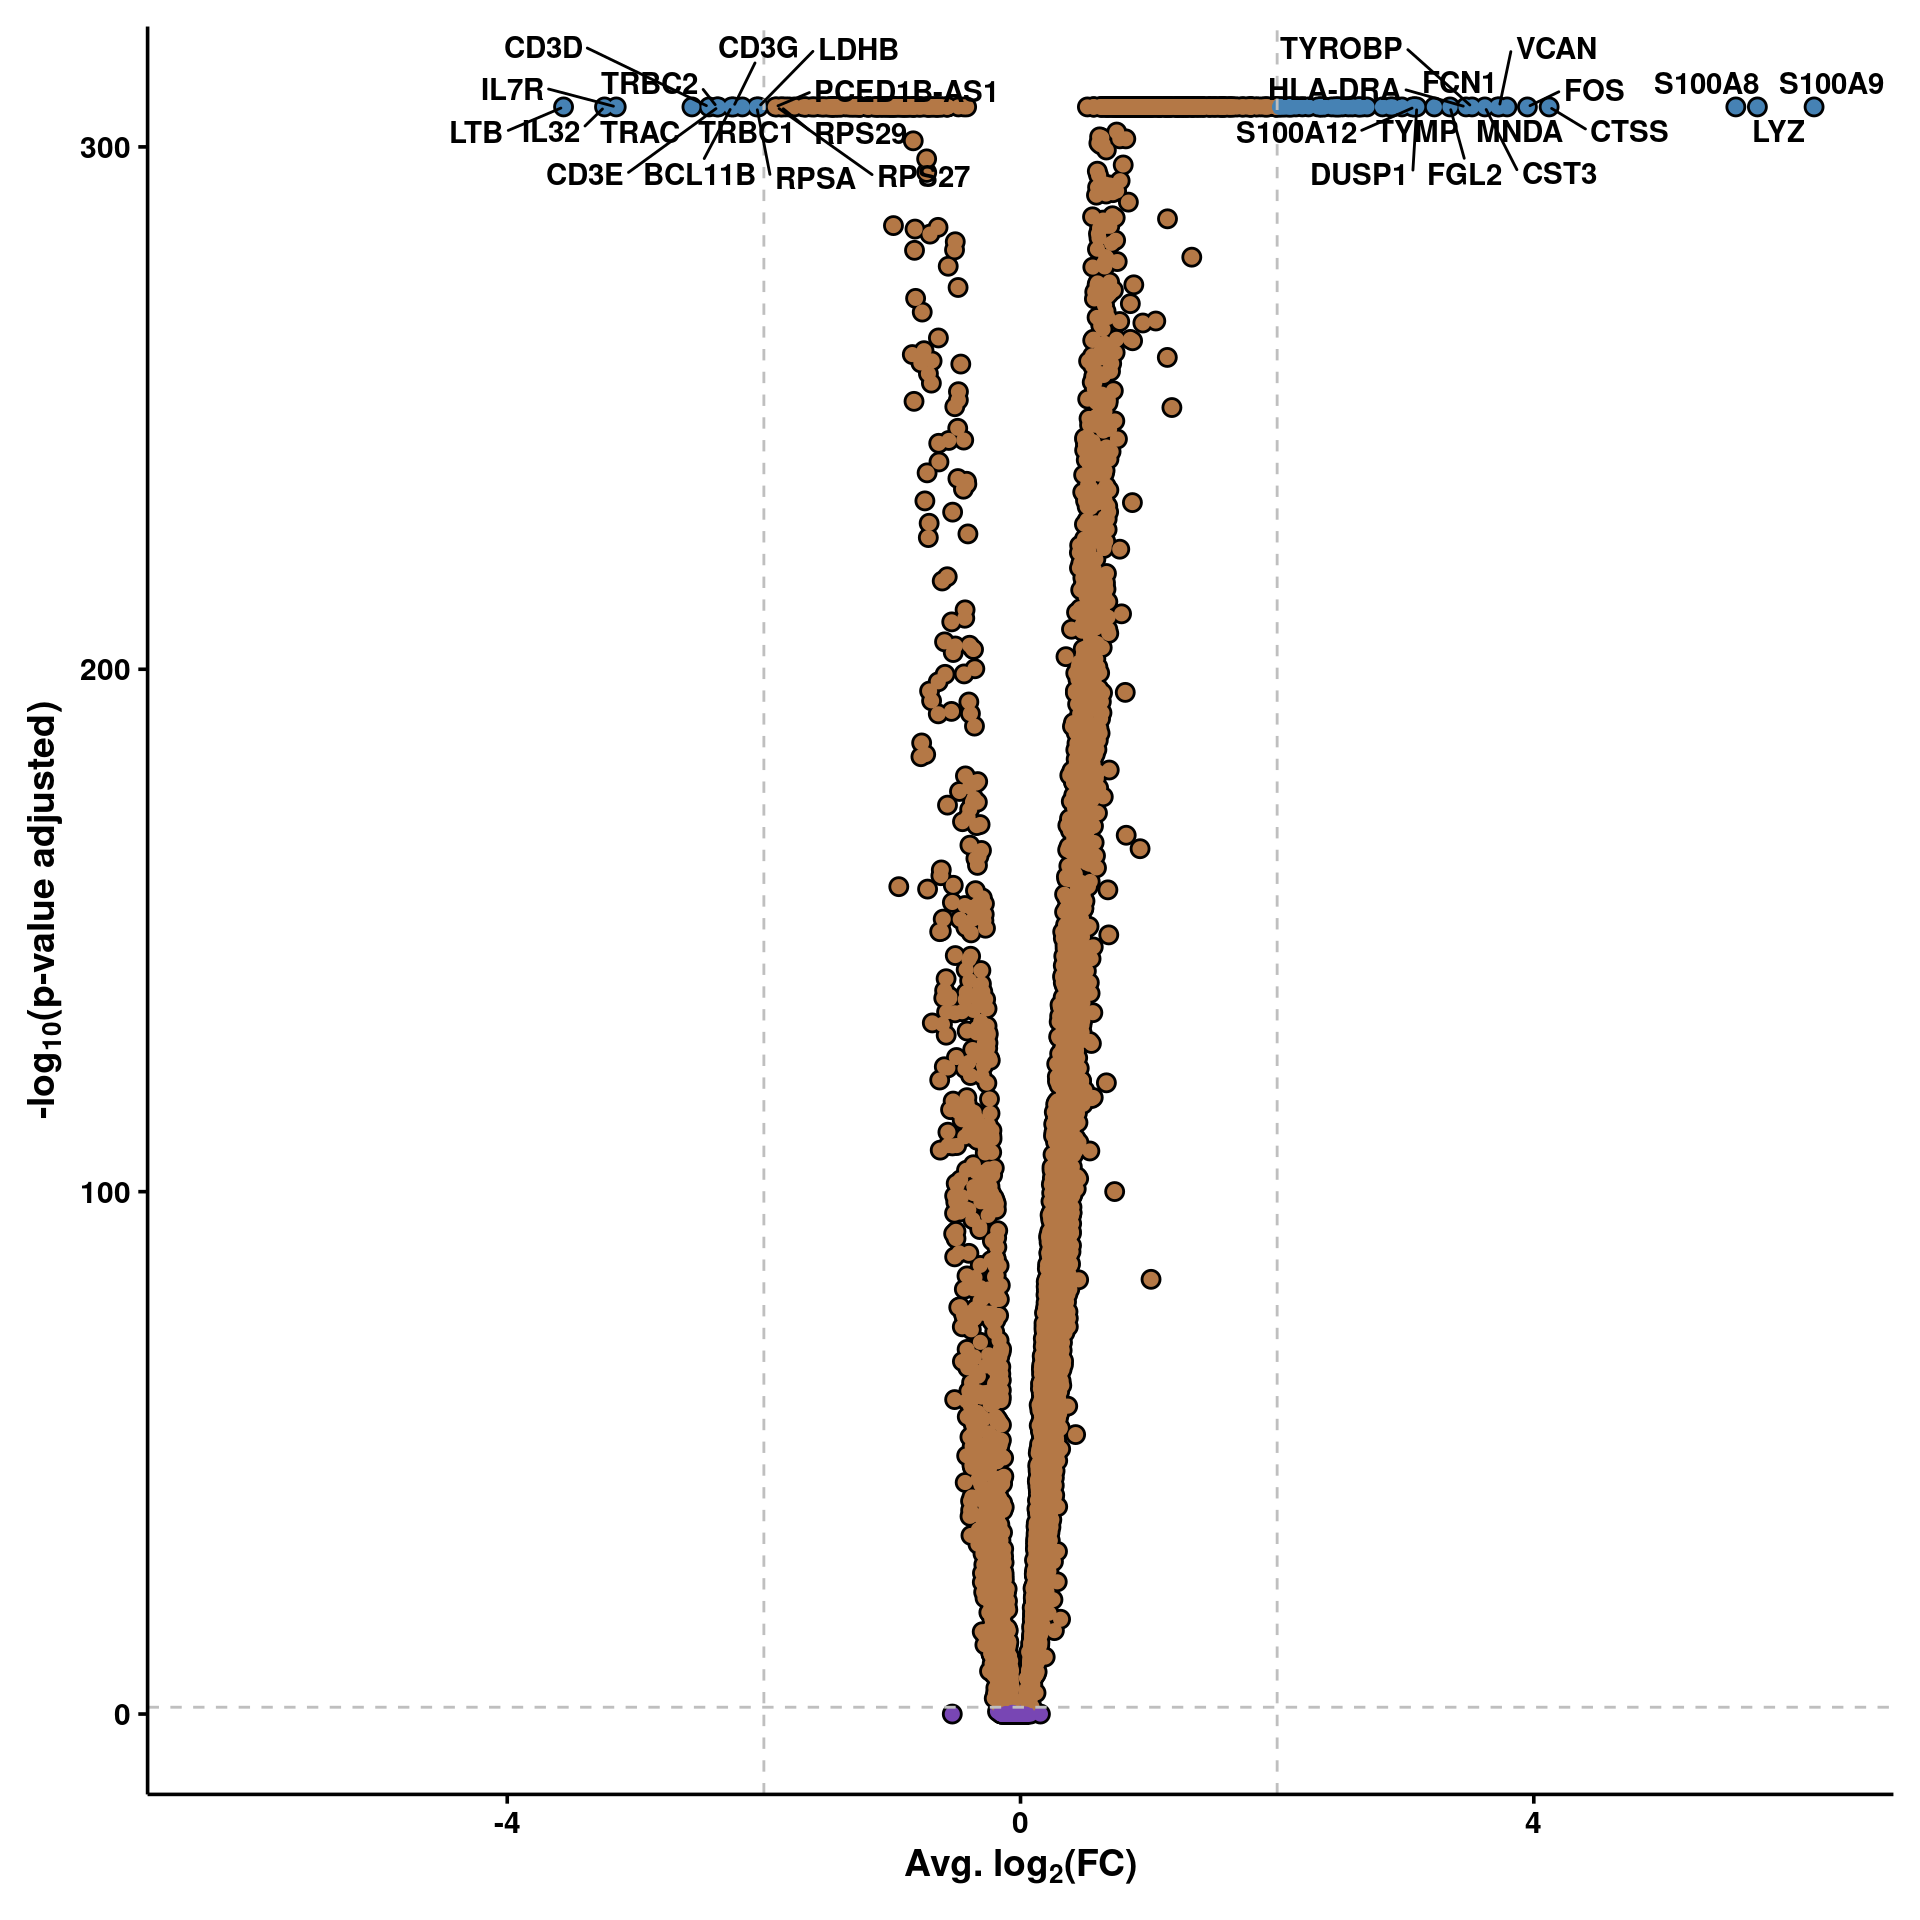 CD3D CD3G LDHB TYROBP VCAN
IL7R TRBC2 PCED1B-AS1 HLA-DRA FCN1 FOS S100A8 S100A9
LTB IL32 TRAC TRBC1 RPS29 S100A12 TYMP MNDA CTSS LYZ
CD3E BCL11B RPSA RPS27 DUSP1 FGL2 CST3
300
200
100
0
-log10(p-value adjusted)
-4 0 4
Avg. log2(FC)